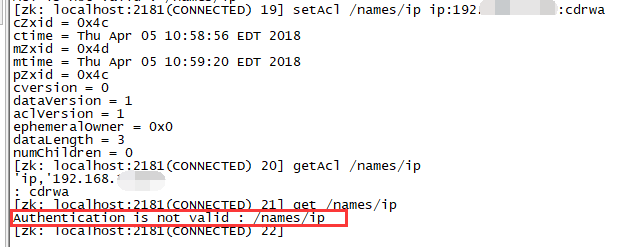 [zk: localhost:2181(CONNECTED) 19] setAcl /names/ip ip:192. :cdrwa
cZxid = 0x4c
ctime = Thu Apr 05 10:58:56 EDT 2018
mZxid = 0x4d
mtime = Thu Apr 05 10:59:20 EDT 2018
pZxid = 0x4c
cversion = 0
dataVersion = 1
aclVersion = 1
ephemeralOwner = 0x0
dataLength = 3
numChildren = 0
[zk: localhost:2181(CONNECTED) 20] getAcl /names/ip
'ip,'192.168.
: cdrwa
[zk: localhost:2181(CONNECTED) 21] get /names/ip
Authentication is not valid : /names/ip
[zk: localhost:2181(CONNECTED) 22]